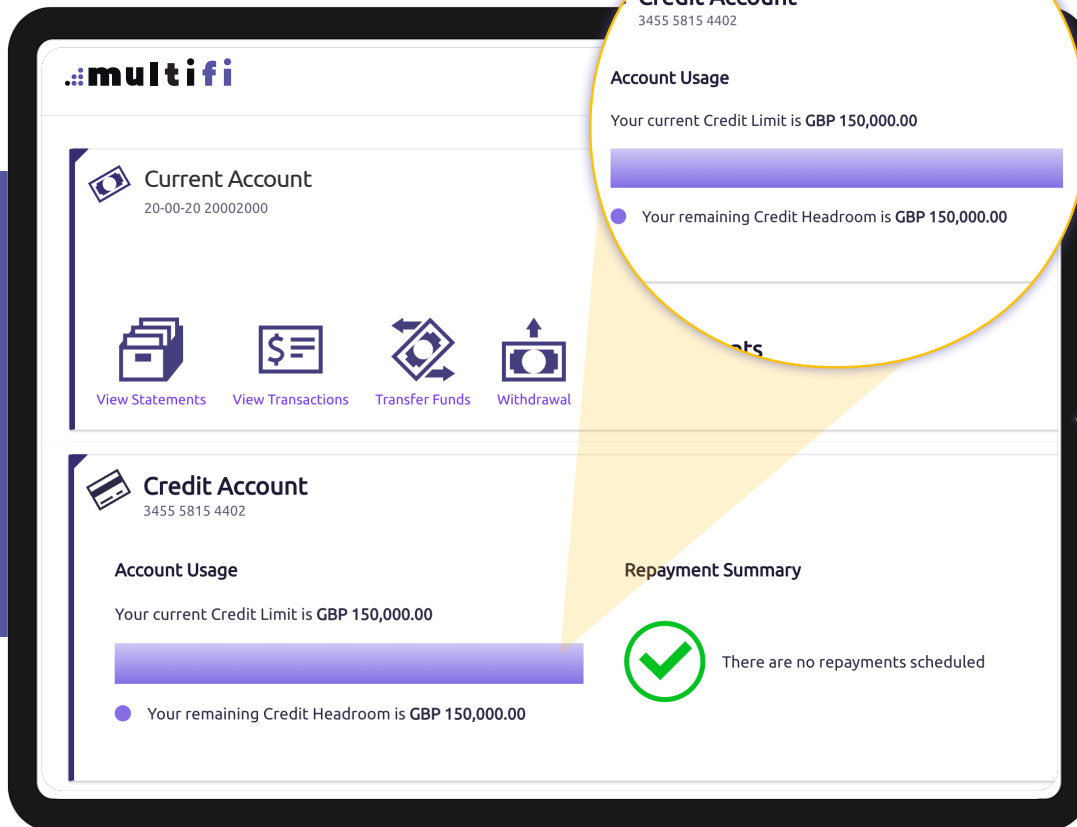 multifi
Credit Account
3455 5815 4402
Account Usage
Your current Credit Limit is GBP 150,000.00
Your remaining Credit Headroom is GBP 150,000.00
Current Account
20-00-20 20002000
View Statements
View Transactions
Transfer Funds
Withdrawal
Credit Account
3455 5815 4402
Account Usage
Your current Credit Limit is GBP 150,000.00
Your remaining Credit Headroom is GBP 150,000.00
Repayment Summary
There are no repayments scheduled